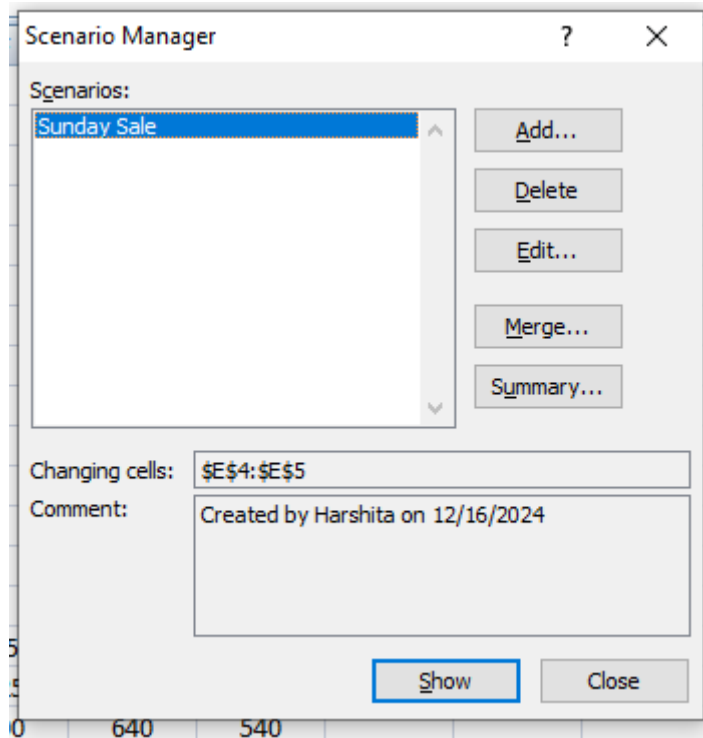 Scenario Manager ?
Scenarios:
Sunday Sale
Add...
Delete
Edit...
Merge...
Summary...
Changing cells: $E$4:$E$5
Comment: Created by Harshita on 12/16/2024
Show Close
640 540